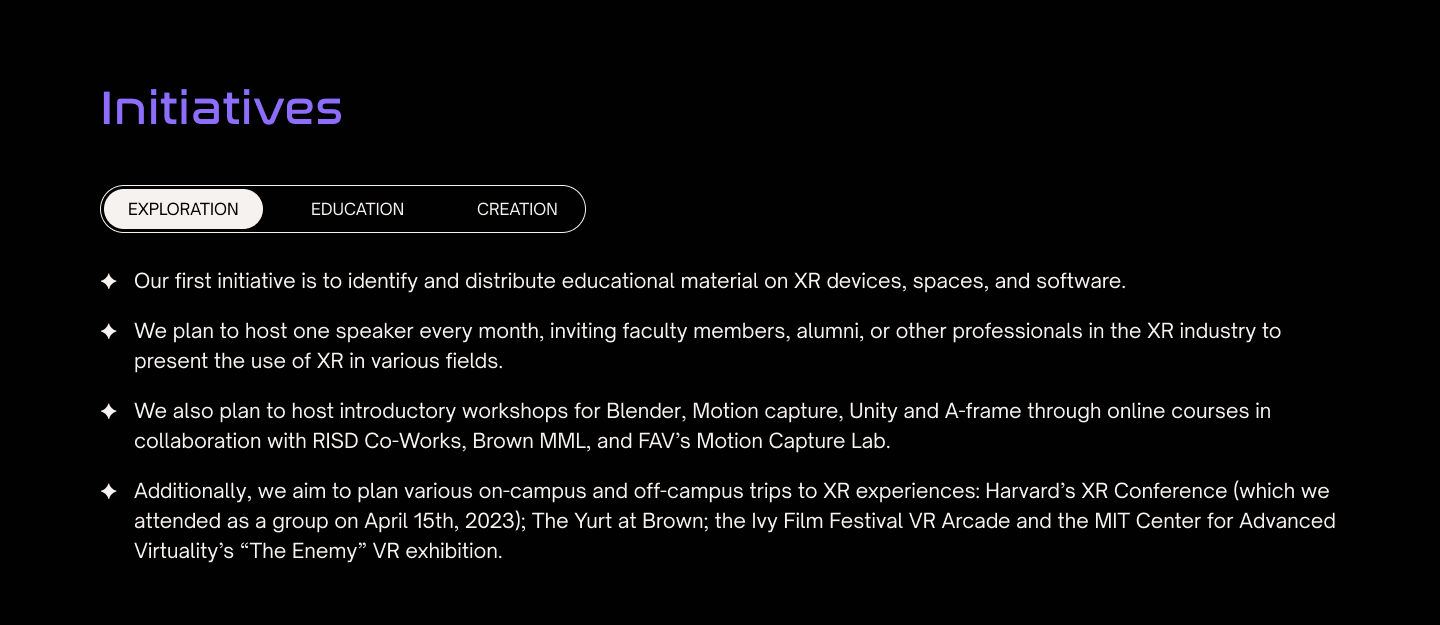 Initiatives
EXPLORATION EDUCATION CREATION
Our first initiative is to identify and distribute educational material on XR devices, spaces, and software.
We plan to host one speaker every month, inviting faculty members, alumni, or other professionals in the XR industry to
present the use of XR in various fields.
We also plan to host introductory workshops for Blender, Motion capture, Unity and A-frame through online courses in
collaboration with RISD Co-Works, Brown MML, and FAV’s Motion Capture Lab.
Additionally, we aim to plan various on-campus and off-campus trips to XR experiences: Harvard’s XR Conference (which we
attended as a group on April 15th, 2023); The Yurt at Brown; the Ivy Film Festival VR Arcade and the MIT Center for Advanced
Virtuality’s “The Enemy” VR exhibition.